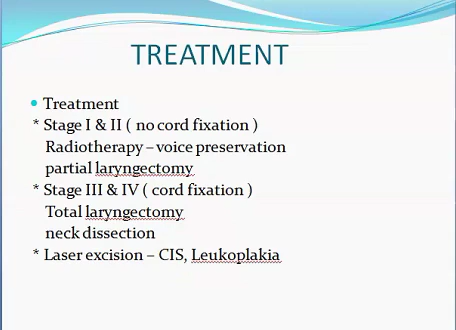 TREATMENT
• Treatment
* Stage I & II ( no cord fixation )
Radiotherapy – voice preservation
partial laryngectomy
* Stage III & IV ( cord fixation )
Total laryngectomy
neck dissection
* Laser excision – CIS, Leukoplakia